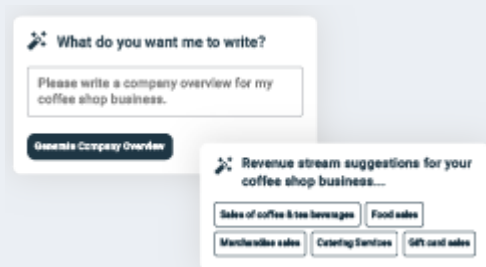 What do you want me to write?
Please write a company overview for my
coffee shop business.
Generate Company Overview
Revenue stream suggestions for your
coffee shop business...
Sales of coffee & tea beverages
Food sales
Merchandise sales
Catering Services
Gift card sales